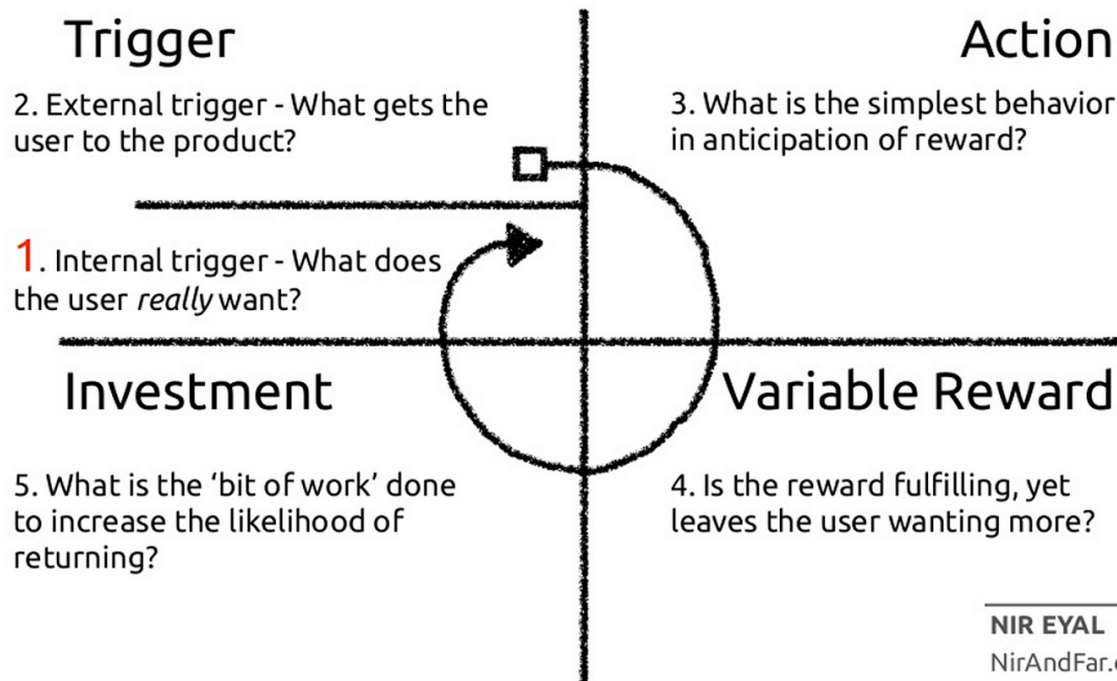 Trigger
2. External trigger - What gets the
user to the product?
1. Internal trigger - What does
the user really want?
Action
3. What is the simplest behavior
in anticipation of reward?
Investment
5. What is the ‘bit of work’ done
to increase the likelihood of
returning?
Variable Reward
4. Is the reward fulfilling, yet
leaves the user wanting more?
NIR EYAL